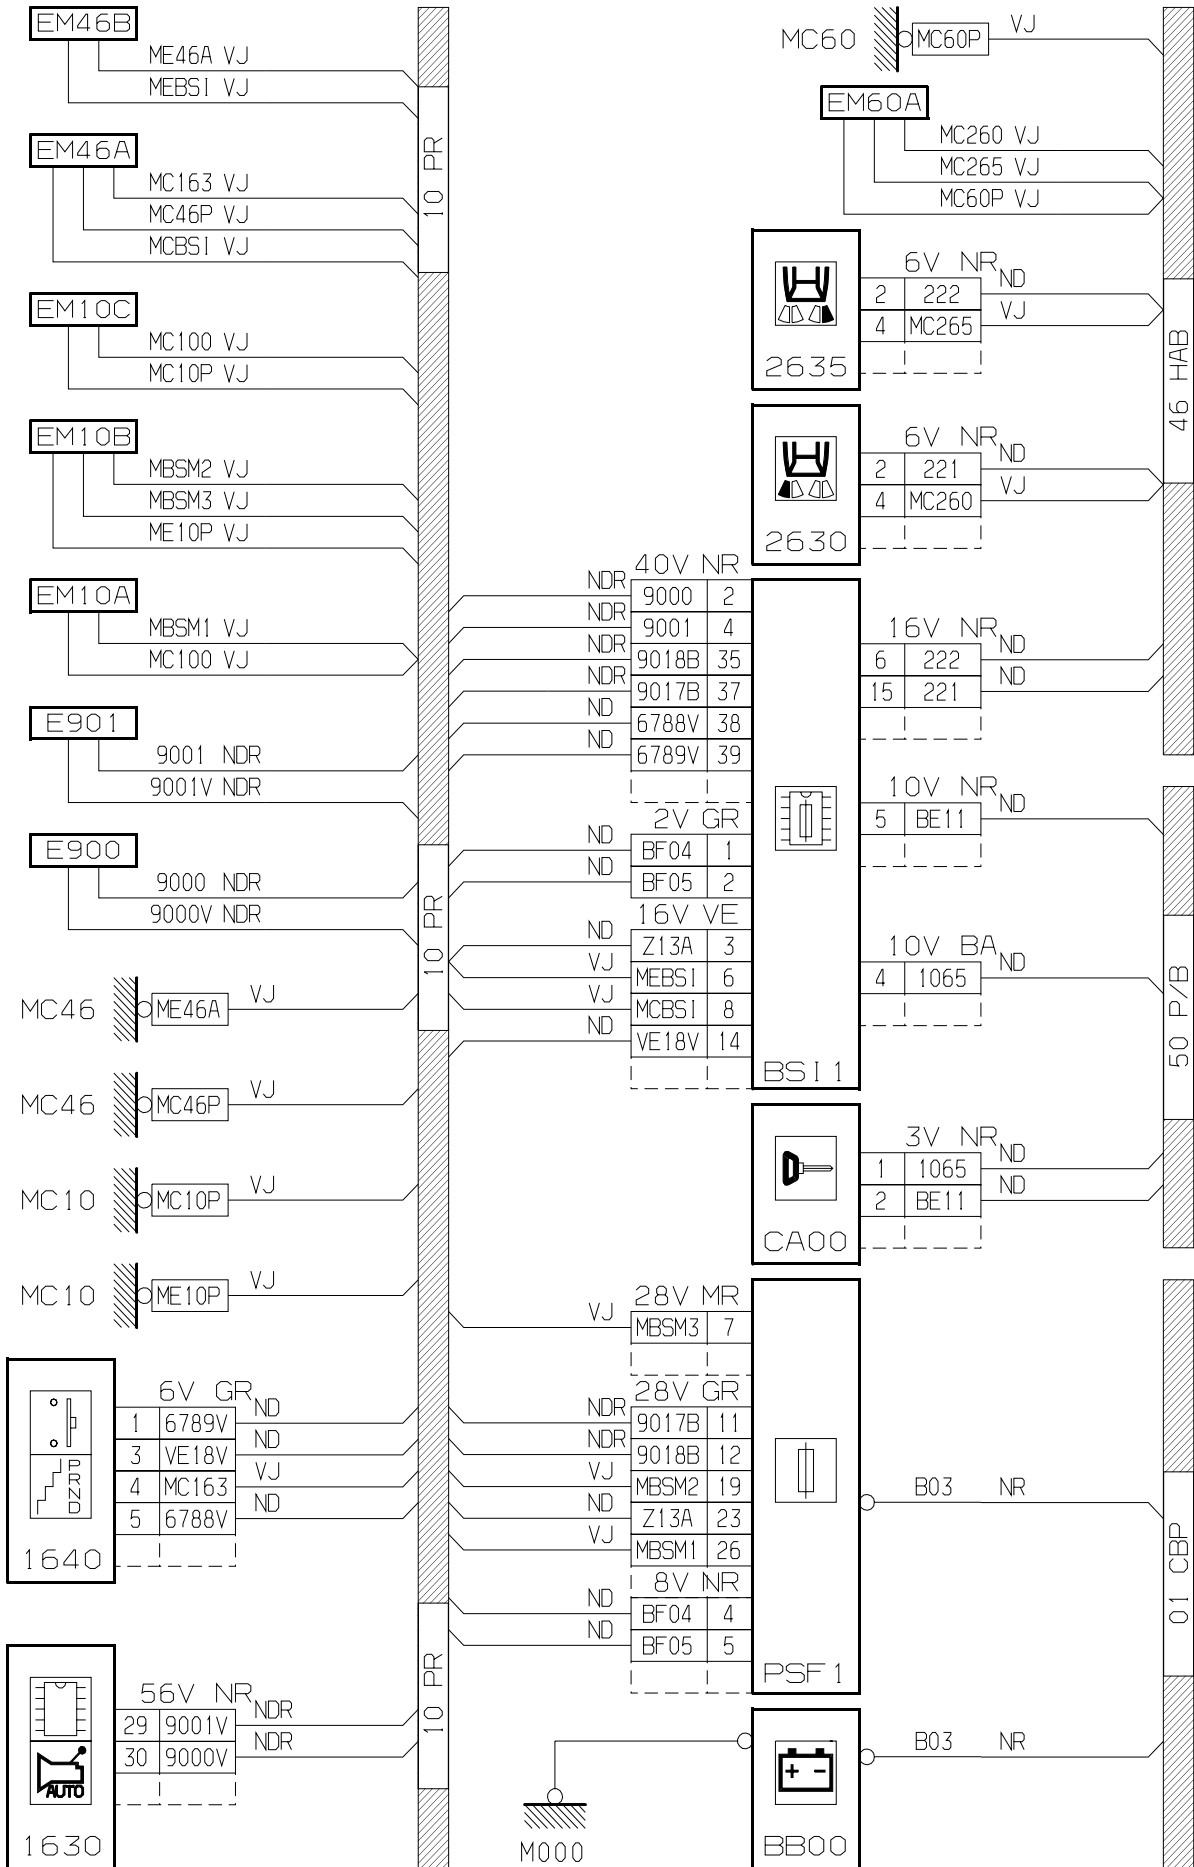 EM46B
ME46A VJ
MEBSI VJ
EM46A
MC163 VJ
MC46P VJ
MCBSI VJ
EM10C
MC100 VJ
MC10P VJ
EM10B
MBSM2 VJ
MBSM3 VJ
ME10P VJ
EM10A
MBSM1 VJ
MC100 VJ
E901
9001 NDR
9001V NDR
E900
9000 NDR
9000V NDR
MC46 ME46A VJ
MC46 MC46P VJ
MC10 MC10P VJ
MC10 ME10P VJ
6V GR
1 6789V ND
3 VE18V ND
4 MC163 VJ
5 6788V ND
P
R
N
D
1640
56V NR
29 9001V NDR
30 9000V NDR
AUTO
1630
10 PR
10 PR
10 PR
40V NR
NDR 9000 2
NDR 9001 4
NDR 9018B 35
NDR 9017B 37
ND 6788V 38
ND 6789V 39
2V GR
ND BF04 1
ND BF05 2
16V VE
ND Z13A 3
VJ MEBSI 6
VJ MCBSI 8
ND VE18V 14
BSI1
28V MR
VJ MBSM3 7
28V GR
NDR 9017B 11
NDR 9018B 12
VJ MBSM2 19
ND Z13A 23
VJ MBSM1 26
8V NR
ND BF04 4
ND BF05 5
PSF1
M000
+ -
BB00
MC60 MC60P VJ
EM60A
MC260 VJ
MC265 VJ
MC60P VJ
6V NR
2 222 ND
4 MC265 VJ
2635
6V NR
2 221 ND
4 MC260 VJ
2630
16V NR
6 222 ND
15 221 ND
10V NR
5 BE11 ND
10V BA
4 1065 ND
3V NR
1 1065 ND
2 BE11 ND
CA00
B03 NR
B03 NR
46 HAB
50 P/B
01 CBP